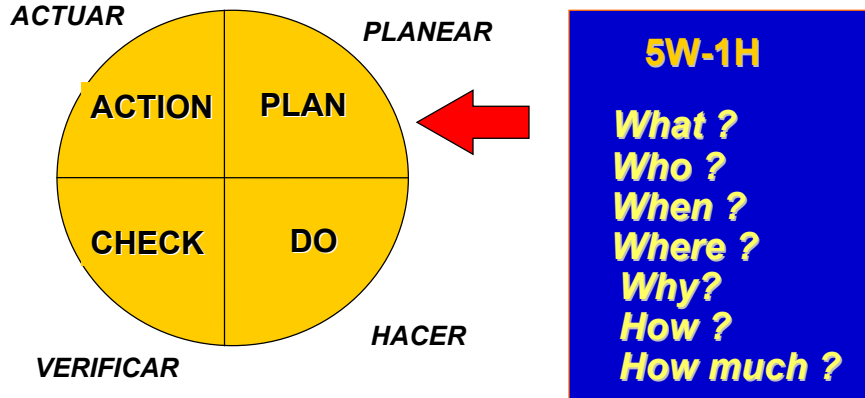 ACTUAR
PLANEAR
ACTION
PLAN
CHECK
DO
VERIFICAR
HACER
5W-1H
What ?
Who ?
When ?
Where ?
Why?
How ?
How much ?